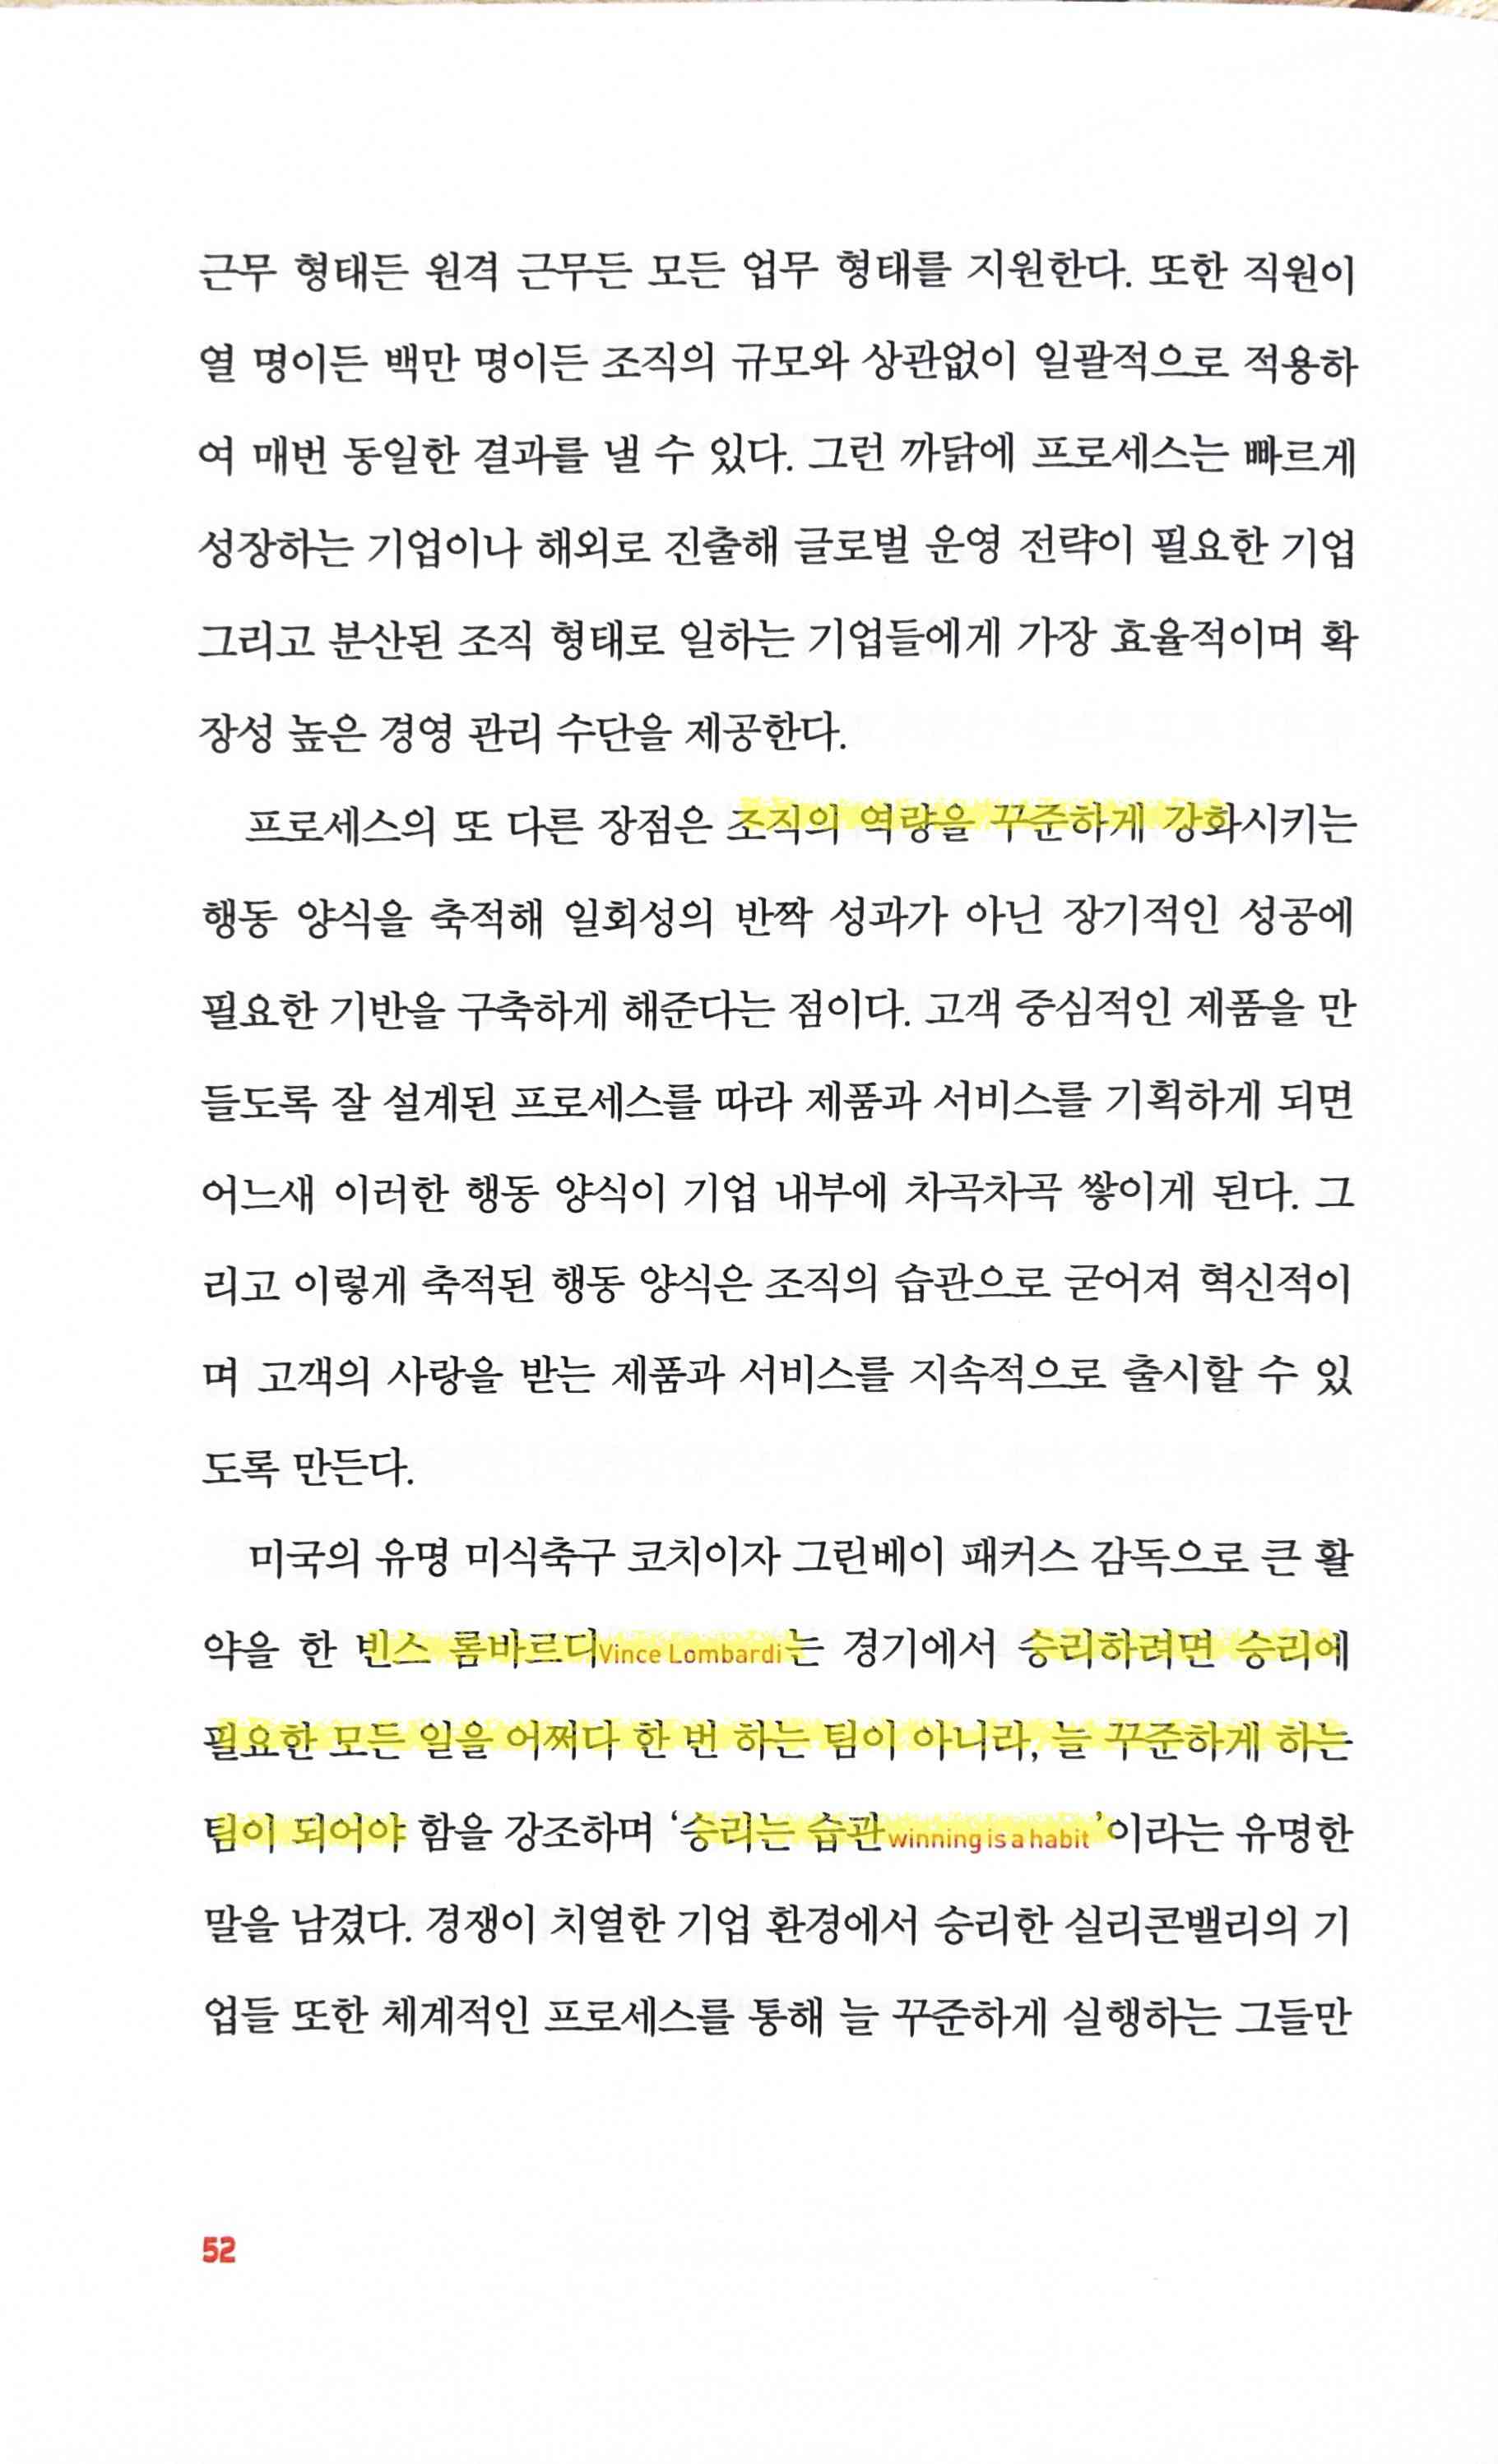 근무 형태든 원격 근무든 모든 업무 형태를 지원한다. 또한 직원이
열 명이든 백만 명이든 조직의 규모와 상관없이 일괄적으로 적용하
여 매번 동일한 결과를 낼 수 있다. 그런 까닭에 프로세스는 빠르게
성장하는 기업이나 해외로 진출해 글로벌 운영 전략이 필요한 기업
그리고 분산된 조직 형태로 일하는 기업들에게 가장 효율적이며 확
장성 높은 경영 관리 수단을 제공한다.
프로세스의 또 다른 장점은 조직의 역량을 꾸준하게 강화시키는
행동 양식을 축적해 일회성의 반짝 성과가 아닌 장기적인 성공에
필요한 기반을 구축하게 해준다는 점이다. 고객 중심적인 제품을 만
들도록 잘 설계된 프로세스를 따라 제품과 서비스를 기획하게 되면
어느새 이러한 행동 양식이 기업 내부에 차곡차곡 쌓이게 된다. 그
리고 이렇게 축적된 행동 양식은 조직의 습관으로 굳어져 혁신적이
며 고객의 사랑을 받는 제품과 서비스를 지속적으로 출시할 수 있
도록 만든다.
미국의 유명 미식축구 코치이자 그린베이 패커스 감독으로 큰 활
약을 한 빈스 롬바르디Vince Lombardi는 경기에서 승리하려면 승리에
필요한 모든 일을 어쩌다 한 번 하는 팀이 아니라, 늘 꾸준하게 하는
팀이 되어야 함을 강조하며 ‘승리는 습관winning is a habit’이라는 유명한
말을 남겼다. 경쟁이 치열한 기업 환경에서 승리한 실리콘밸리의 기
업들 또한 체계적인 프로세스를 통해 늘 꾸준하게 실행하는 그들만
52